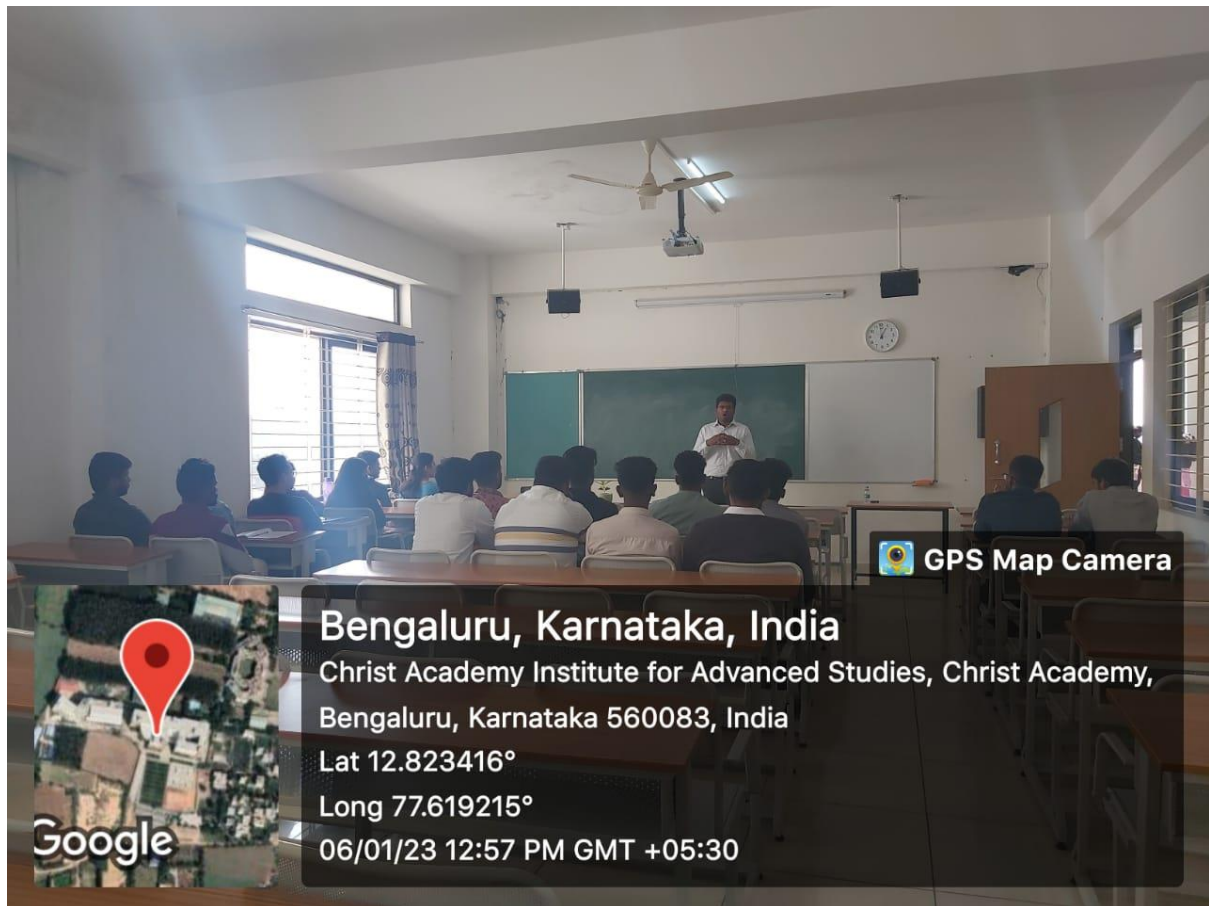 GPS Map Camera
Bengaluru, Karnataka, India
Christ Academy Institute for Advanced Studies, Christ Academy,
Bengaluru, Karnataka 560083, India
Lat 12.823416°
Long 77.619215°
06/01/23 12:57 PM GMT +05:30
Google